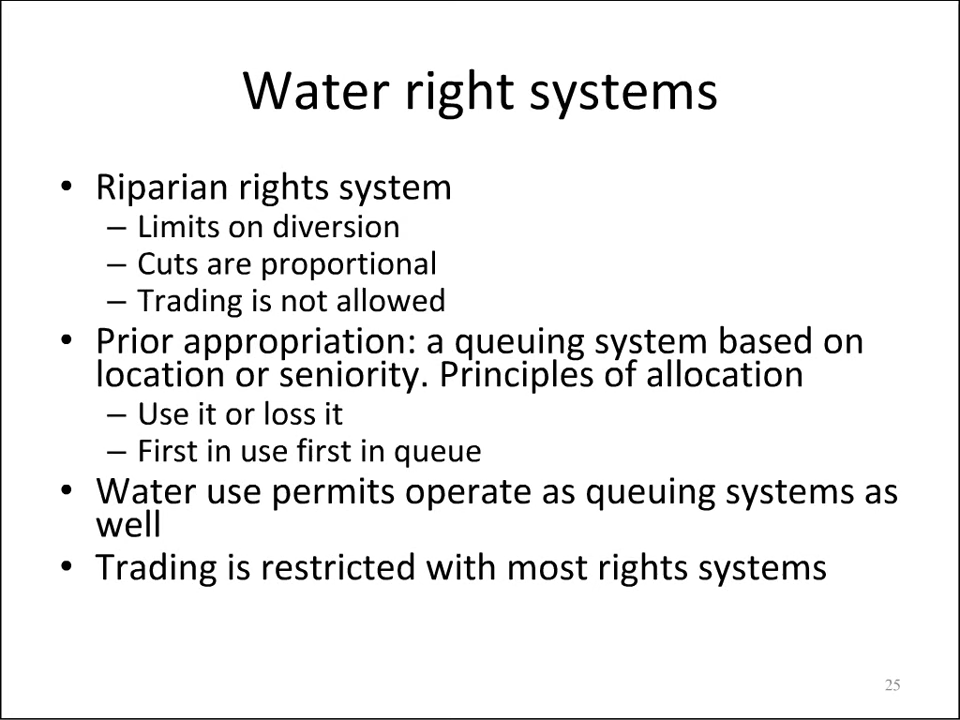 Water right systems
• Riparian rights system
– Limits on diversion
– Cuts are proportional
– Trading is not allowed
• Prior appropriation: a queuing system based on
location or seniority. Principles of allocation
– Use it or loss it
– First in use first in queue
• Water use permits operate as queuing systems as
well
• Trading is restricted with most rights systems
25